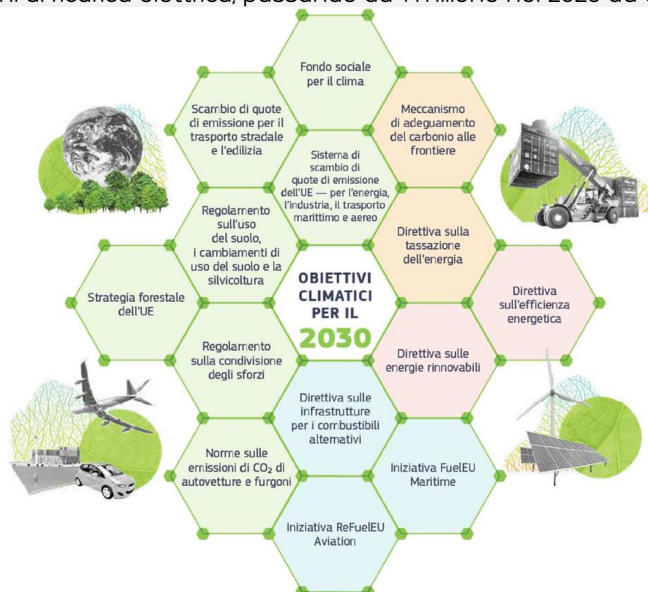 Fondo sociale
per il clima
Scambio di quote
di emissione per il
trasporto stradale
e l'edilizia
Meccanismo
di adeguamento
del carbonio alle
frontiere
Sistema di
scambio di
quote di emissione
dell'UE — per l'energia,
l'industria, il trasporto
marittimo e aereo
Regolamento
sull'uso
del suolo,
i cambiamenti di
uso del suolo e la
silvicoltura
Direttiva sulla
tassazione
dell'energia
Strategia forestale
dell'UE
OBIETTIVI
CLIMATICI
PER IL
2030
Direttiva
sull'efficienza
energetica
Regolamento
sulla condivisione
degli sforzi
Direttiva sulle
energie rinnovabili
Direttiva sulle
infrastrutture
per i combustibili
alternativi
Norme sulle
emissioni di CO₂ di
autovetture e furgoni
Iniziativa FuelEU
Maritime
Iniziativa ReFuelEU
Aviation